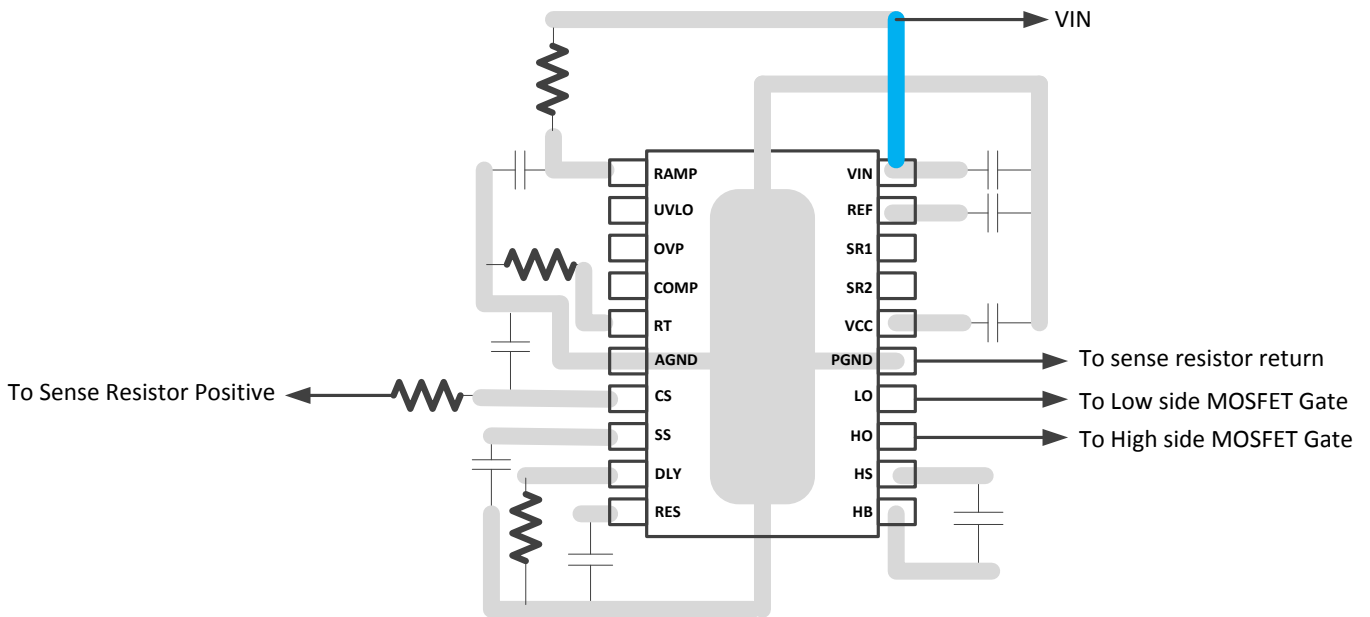 VIN
RAMP
VIN
UVLO
REF
OVP
SR1
COMP
SR2
RT
VCC
AGND
PGND
To sense resistor return
To Sense Resistor Positive
CS
LO
To Low side MOSFET Gate
SS
HO
To High side MOSFET Gate
DLY
HS
RES
HB